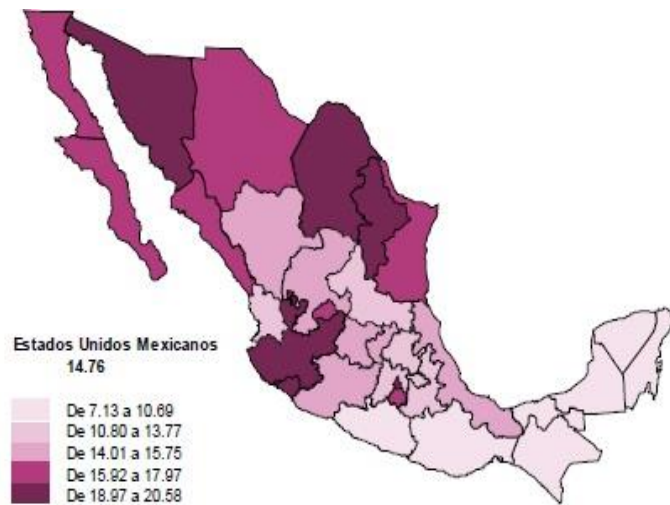 Estados Unidos Mexicanos
14.76
De 7.13 a 10.69
De 10.80 a 13.77
De 14.01 a 15.75
De 15.92 a 17.97
De 18.97 a 20.58